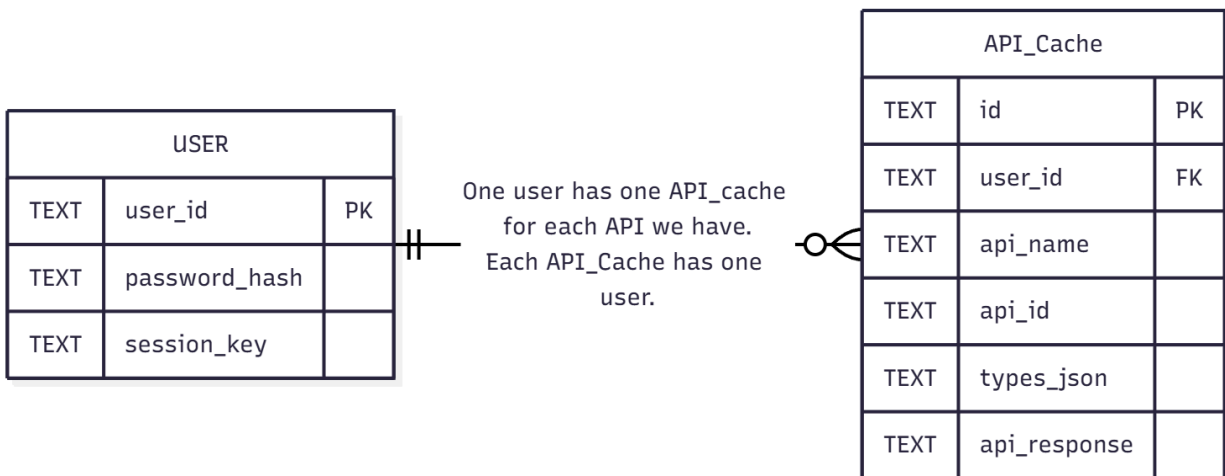 USER
TEXT user_id PK
TEXT password_hash
TEXT session_key
One user has one API_cache
for each API we have.
Each API_Cache has one
user.
API_Cache
TEXT id PK
TEXT user_id FK
TEXT api_name
TEXT api_id
TEXT types_json
TEXT api_response